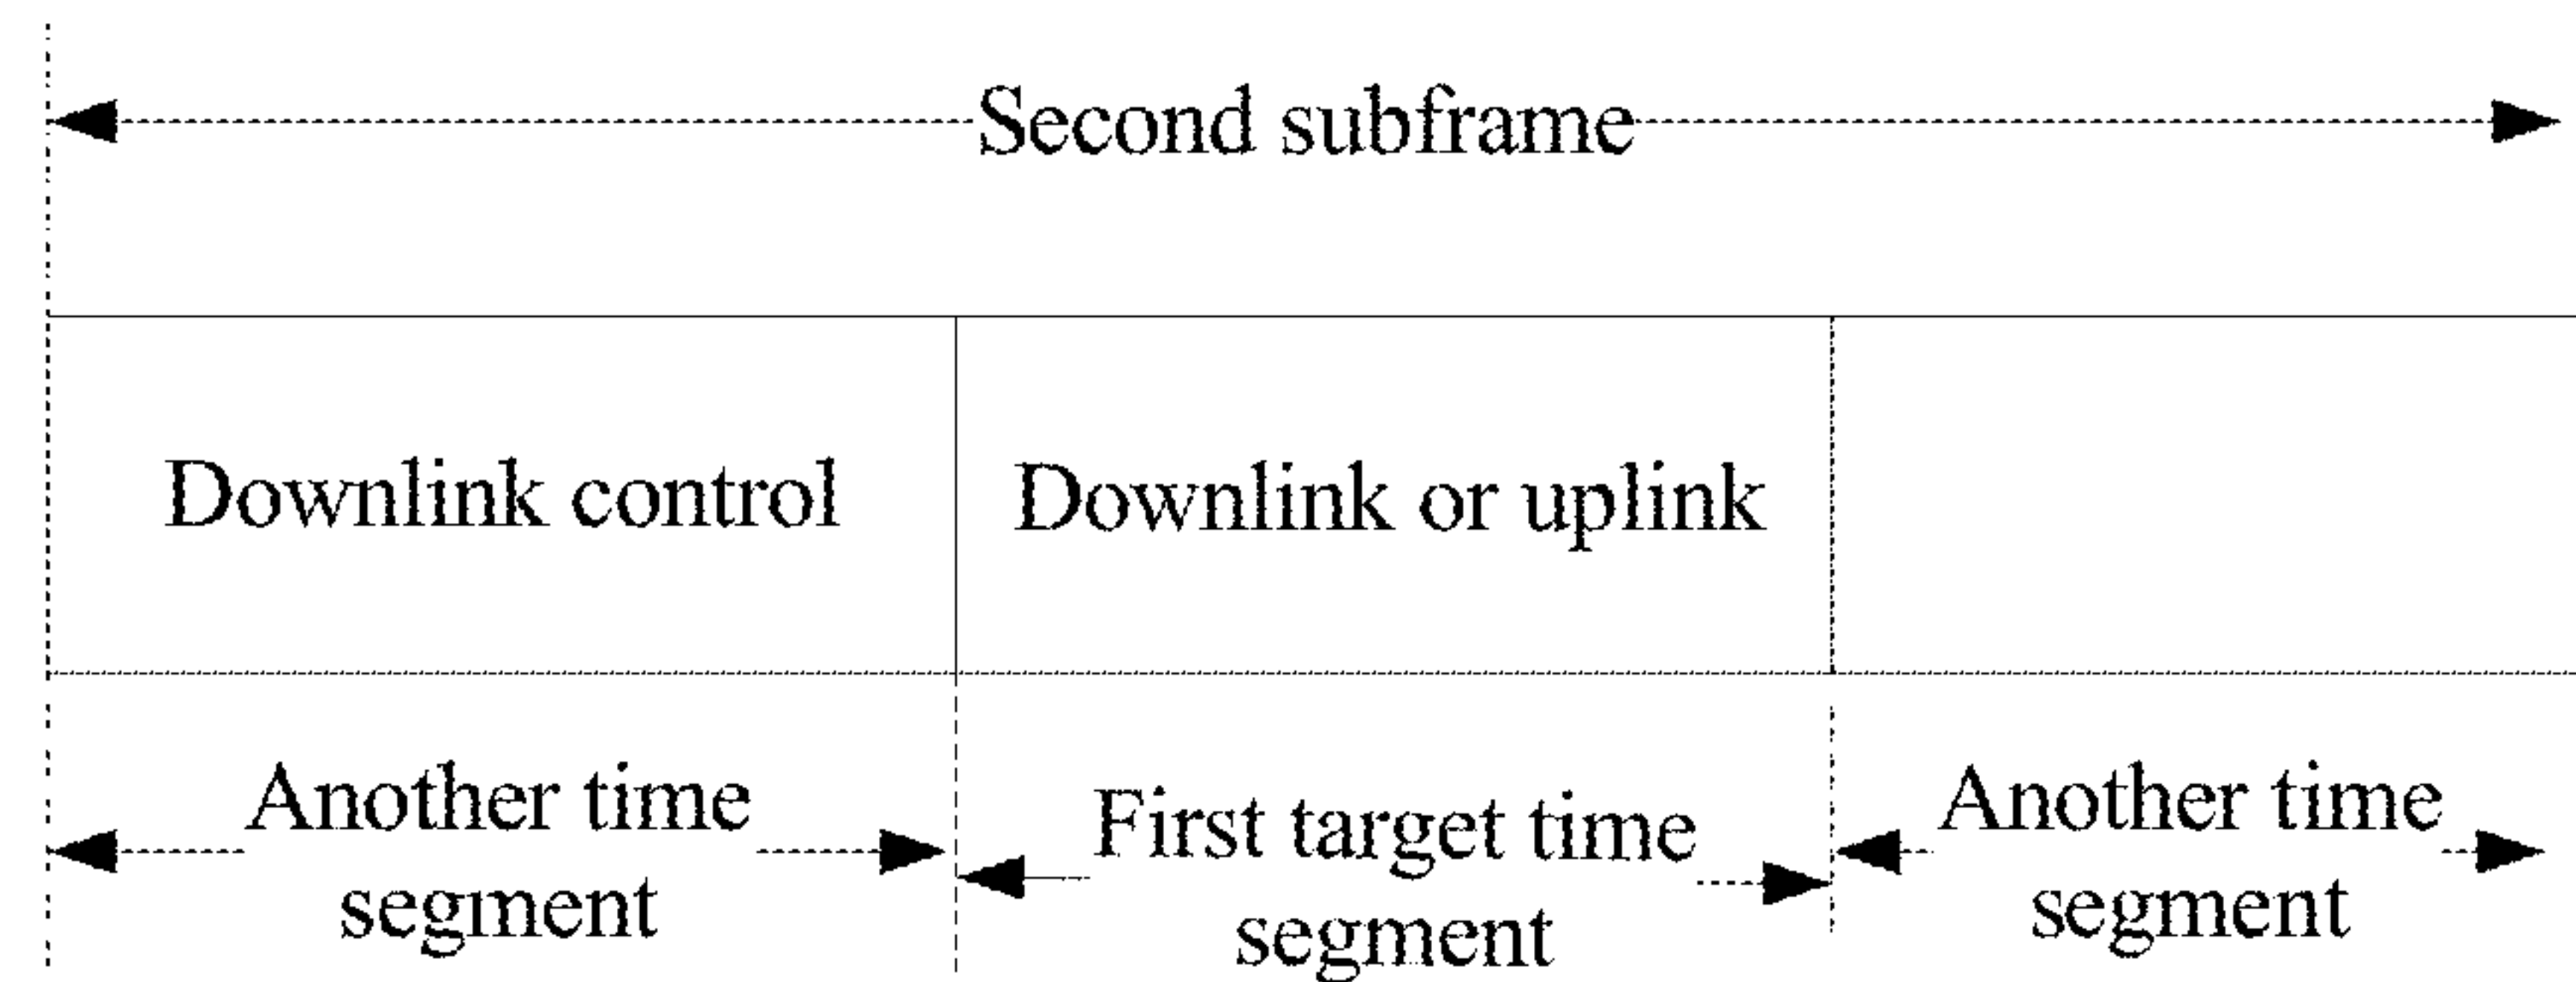 Second subframe
Downlink control
Downlink or uplink
Another time
segment
First target time
segment
Another time
segment